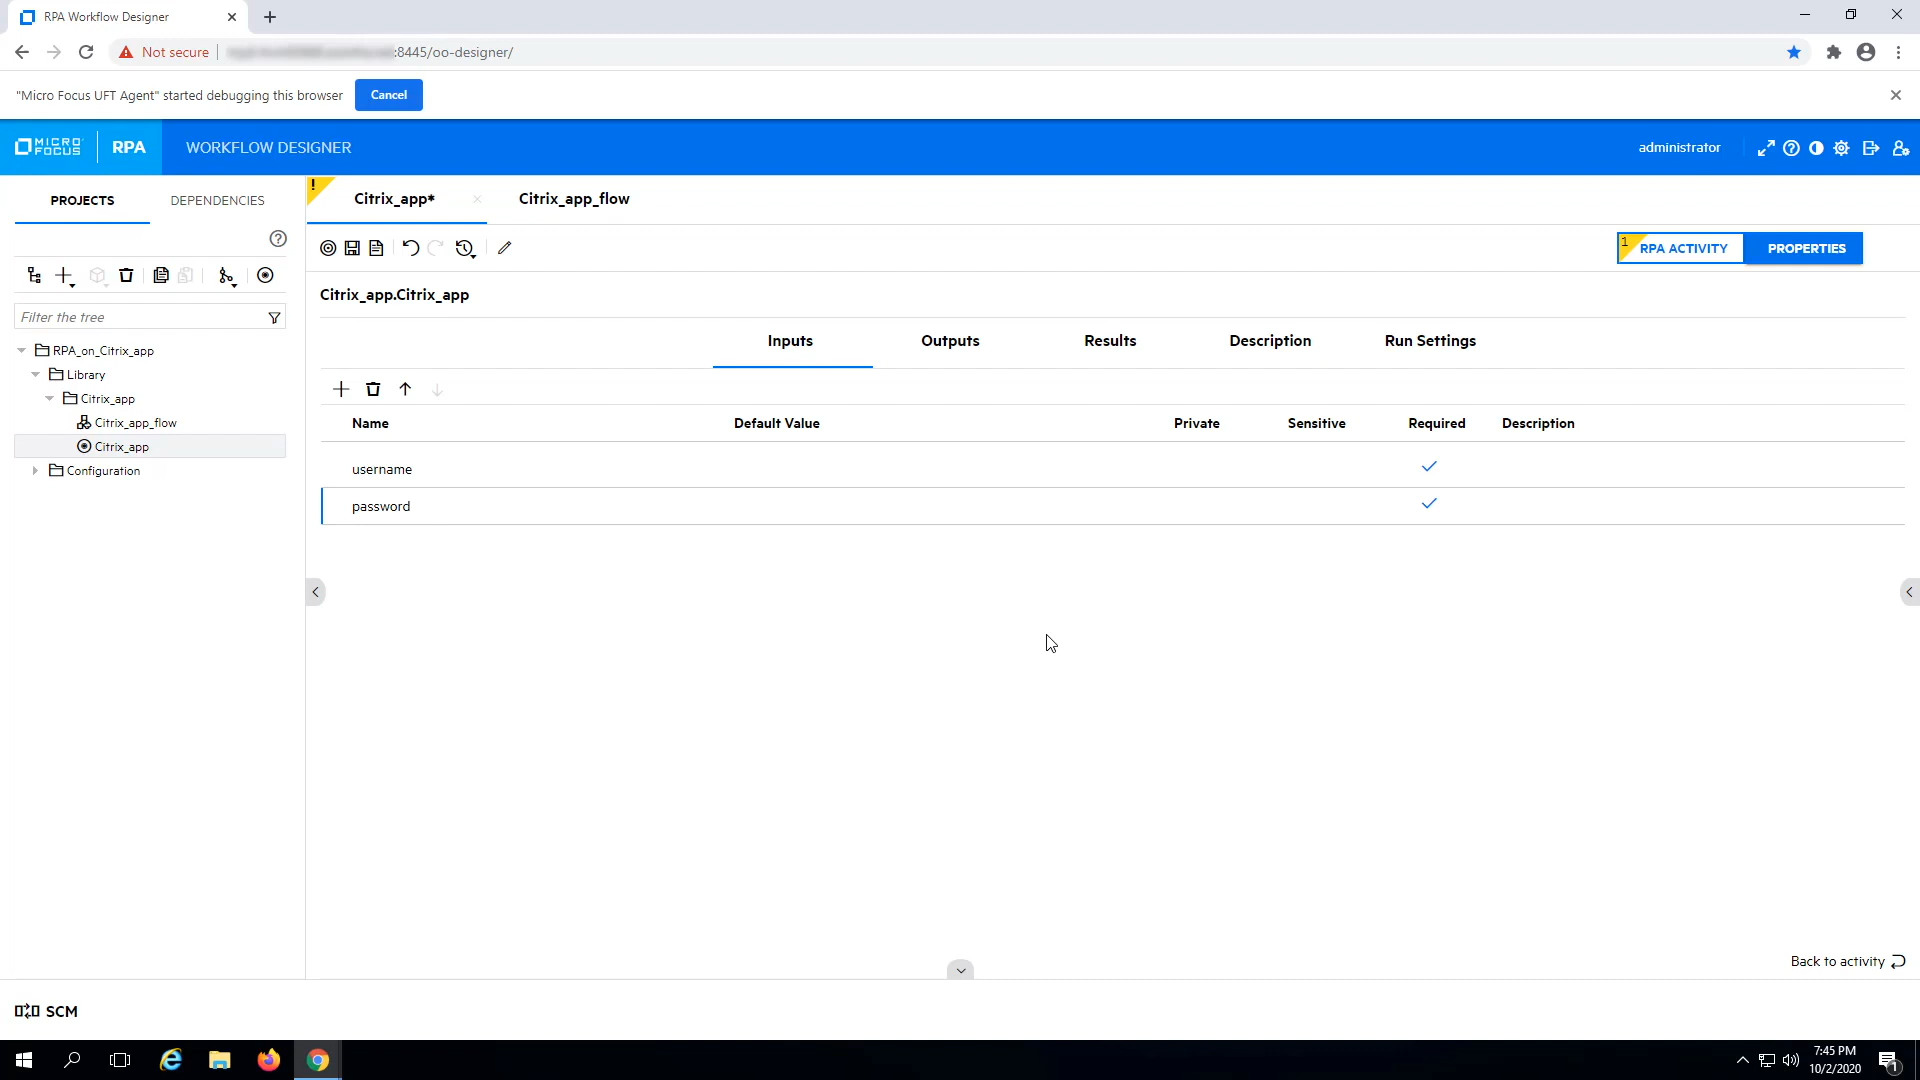 RPA Workflow Designer
Not secure
:8445/oo-designer/
"Micro Focus UFT Agent" started debugging this browser
Cancel
MICRO FOCUS
RPA
WORKFLOW DESIGNER
administrator
PROJECTS
DEPENDENCIES
!
Citrix_app*
Citrix_app_flow
1
RPA ACTIVITY
PROPERTIES
Filter the tree
RPA_on_Citrix_app
Library
Citrix_app
Citrix_app_flow
Citrix_app
Configuration
Citrix_app.Citrix_app
Inputs
Outputs
Results
Description
Run Settings
Name
Default Value
Private
Sensitive
Required
Description
username
password
Back to activity
SCM
7:45 PM
10/2/2020
1